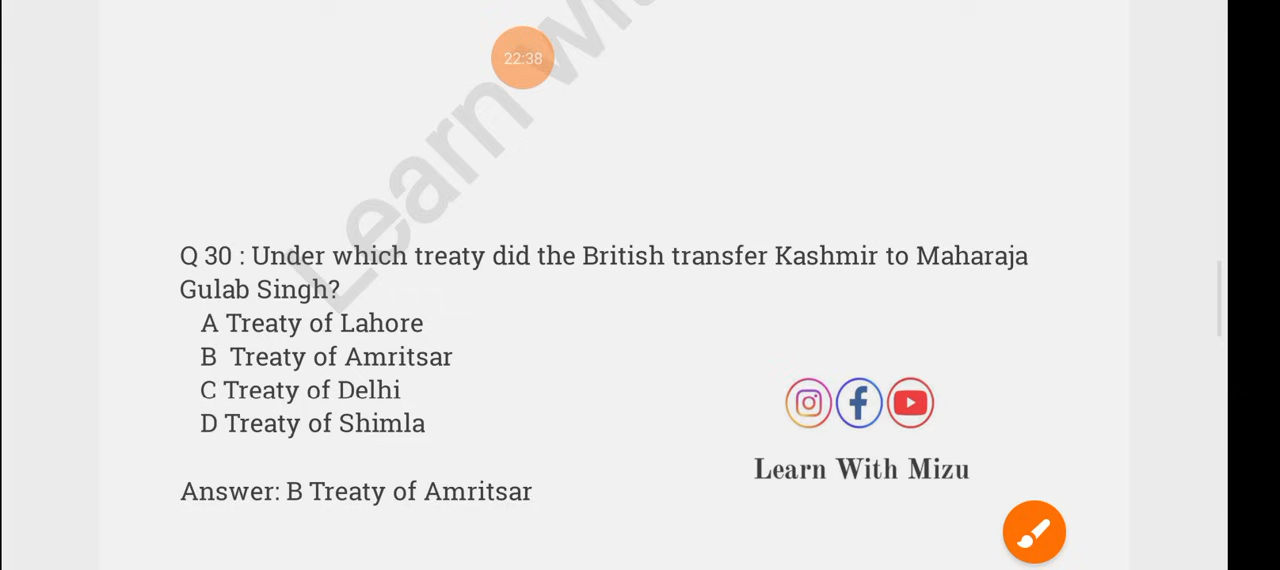 22:38
Learn wi
Q 30 : Under which treaty did the British transfer Kashmir to Maharaja
Gulab Singh?
A Treaty of Lahore
B Treaty of Amritsar
C Treaty of Delhi
D Treaty of Shimla
Learn With Mizu
Answer: B Treaty of Amritsar